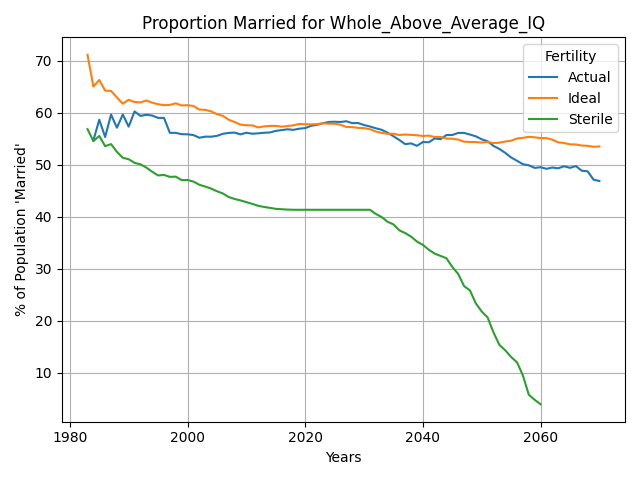 Proportion Married for Whole_Above_Average_IQ
Fertility
Actual
Ideal
Sterile
% of Population 'Married'
70
60
50
40
30
20
10
1980
2000
2020
2040
2060
Years